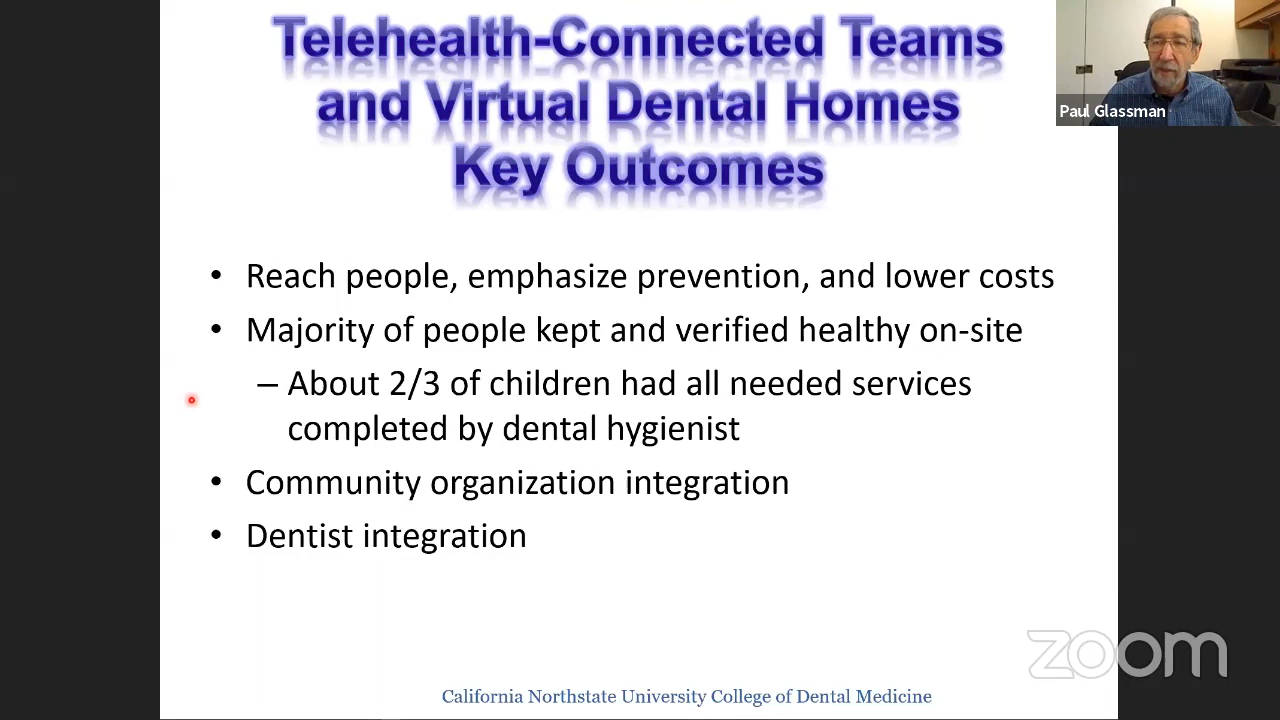 Telehealth-Connected Teams
and Virtual Dental Homes
Key Outcomes
Paul Glassman
• Reach people, emphasize prevention, and lower costs
• Majority of people kept and verified healthy on-site
– About 2/3 of children had all needed services
completed by dental hygienist
• Community organization integration
• Dentist integration
zoom
California Northstate University College of Dental Medicine